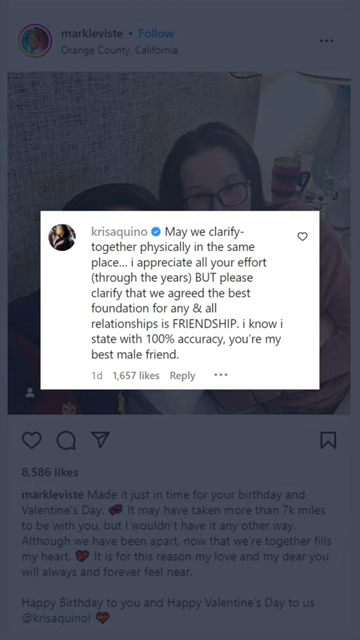 markleviste • Follow
Orange County, California
krisaquino May we clarify-
together physically in the same
place... i appreciate all your effort
(through the years) BUT please
clarify that we agreed the best
foundation for any & all
relationships is FRIENDSHIP. i know i
state with 100% accuracy, you're my
best male friend.
1d 1,657 likes Reply ...
8,586 likes
markleviste Made it just in time for your birthday and
Valentine's Day. 💌 It may have taken more than 7k miles
to be with you, but I wouldn't have it any other way.
Although we have been apart, now that we're together fills
my heart. 💖 It is for this reason my love and my dear you
will always and forever feel near.
Happy Birthday to you and Happy Valentine's Day to us
@krisaquino! 💝